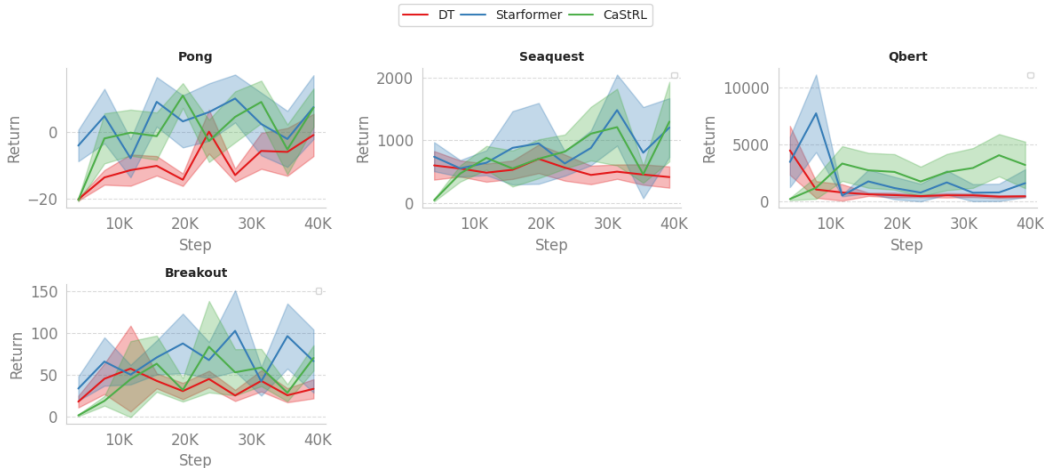 DT Starformer CaStRL
Pong
Return
0
−20
10K 20K 30K 40K
Step
Seaquest
Return
2000
1000
0
10K 20K 30K 40K
Step
Qbert
Return
10000
5000
0
10K 20K 30K 40K
Step
Breakout
Return
150
100
50
0
10K 20K 30K 40K
Step